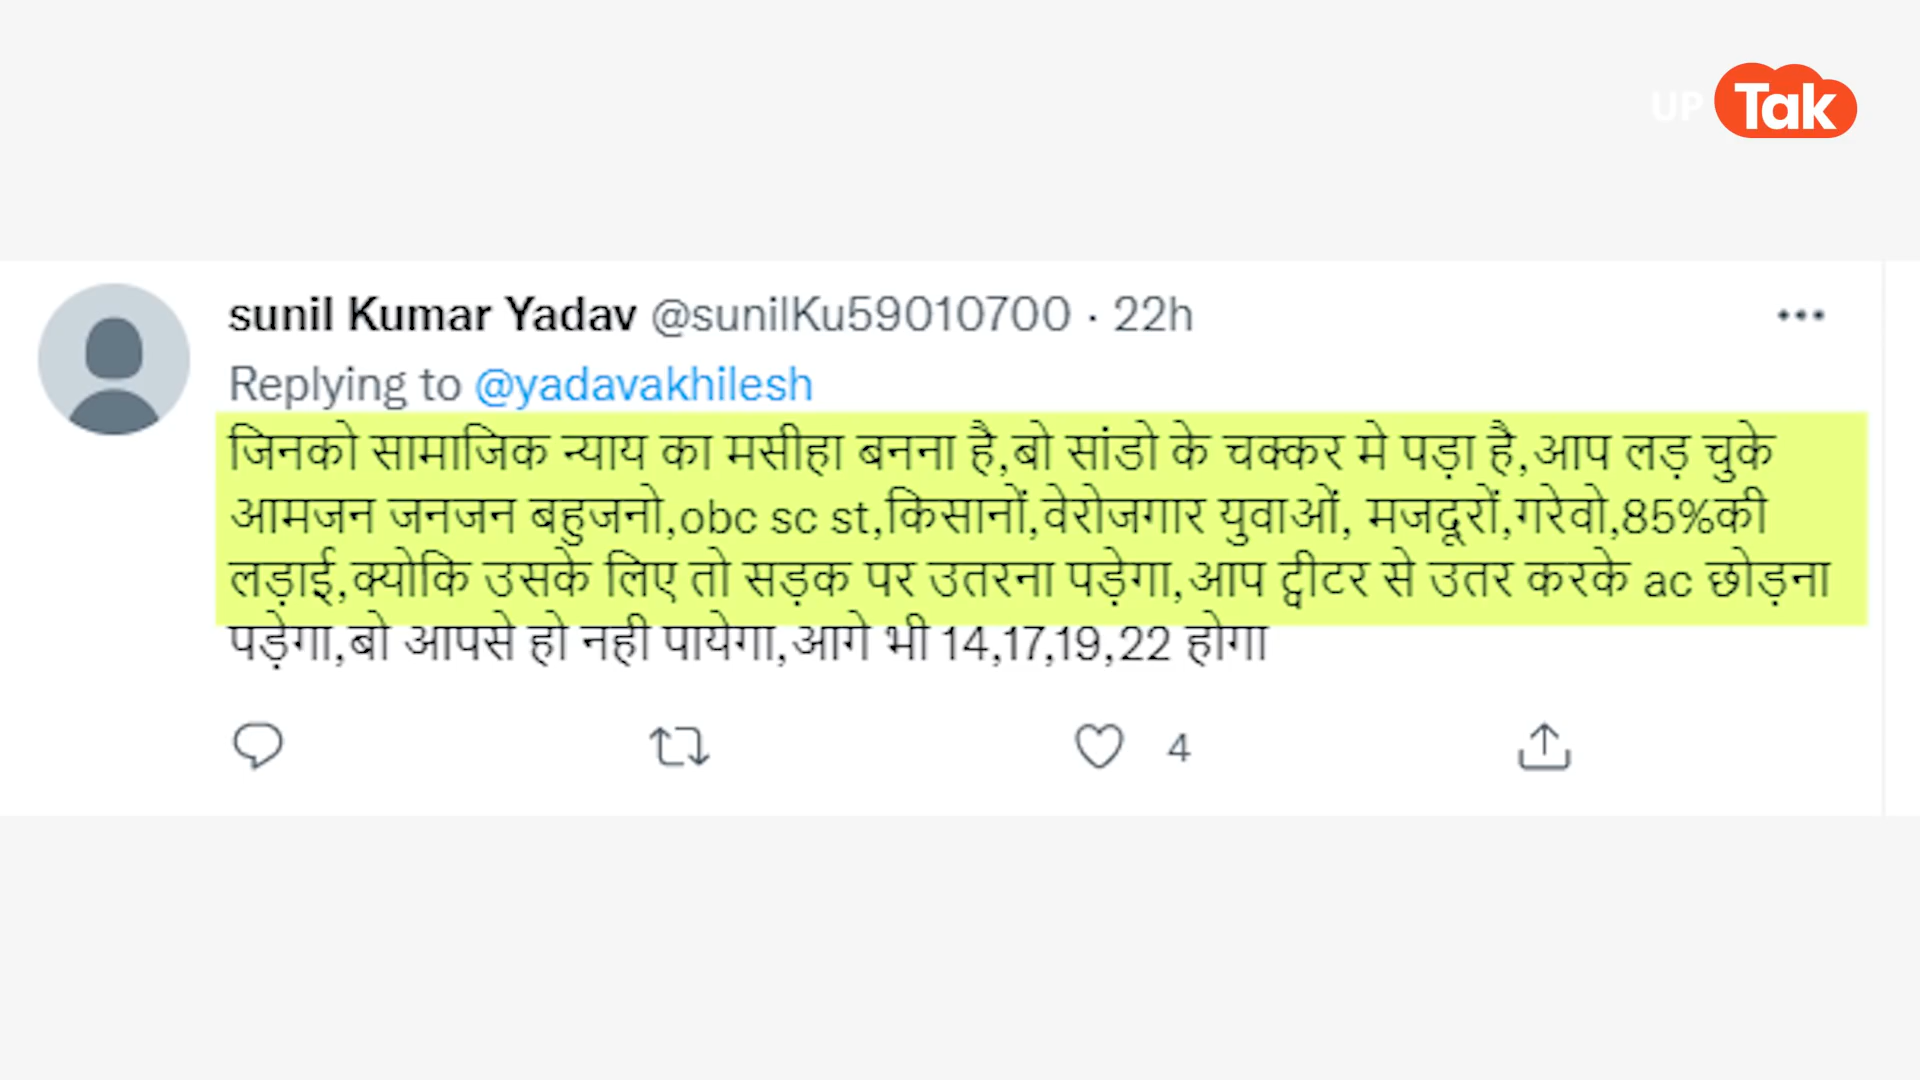 UP Tak
sunil Kumar Yadav @sunilKu59010700 · 22h
Replying to @yadavakhilesh
जिनको सामाजिक न्याय का मसीहा बनना है,बो सांडो के चक्कर मे पड़ा है,आप लड़ चुके
आमजन जनजन बहुजनो,obc sc st,किसानों,वेरोजगार युवाओं, मजदूरों,गरेवो,85%की
लड़ाई,क्योकि उसके लिए तो सड़क पर उतरना पड़ेगा,आप ट्वीटर से उतर करके ac छोड़ना
पड़ेगा,बो आपसे हो नही पायेगा,आगे भी 14,17,19,22 होगा
4